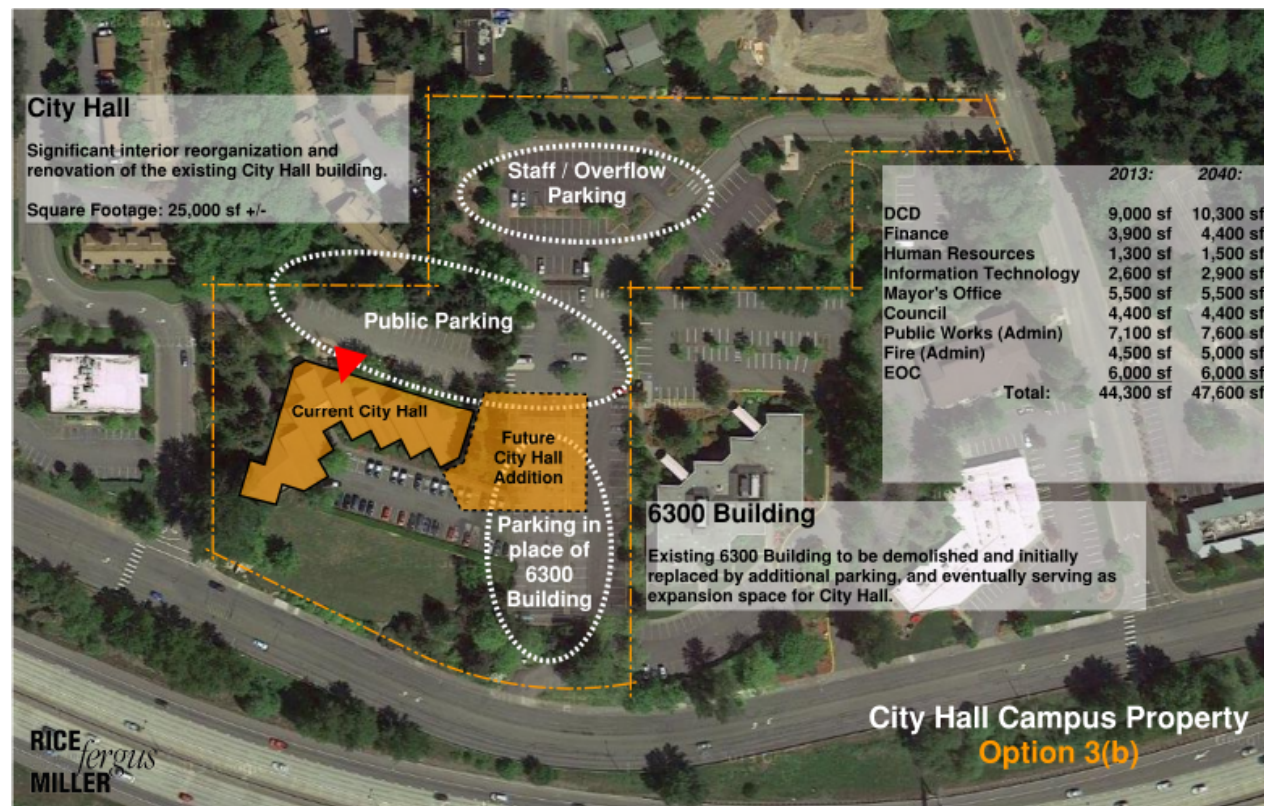 City Hall
Significant interior reorganization and
renovation of the existing City Hall building.
Square Footage: 25,000 sf +/-
Staff / Overflow
Parking
Public Parking
Current City Hall
Future
City Hall
Addition
Parking in
place of
6300
Building
2013: 2040:
DCD 9,000 sf 10,300 sf
Finance 3,900 sf 4,400 sf
Human Resources 1,300 sf 1,500 sf
Information Technology 2,600 sf 2,900 sf
Mayor's Office 5,500 sf 5,500 sf
Council 4,400 sf 4,400 sf
Public Works (Admin) 7,100 sf 7,600 sf
Fire (Admin) 4,500 sf 5,000 sf
EOC 6,000 sf 6,000 sf
Total: 44,300 sf 47,600 sf
6300 Building
Existing 6300 Building to be demolished and initially
replaced by additional parking, and eventually serving as
expansion space for City Hall.
City Hall Campus Property
Option 3(b)
RICE
fergus
MILLER